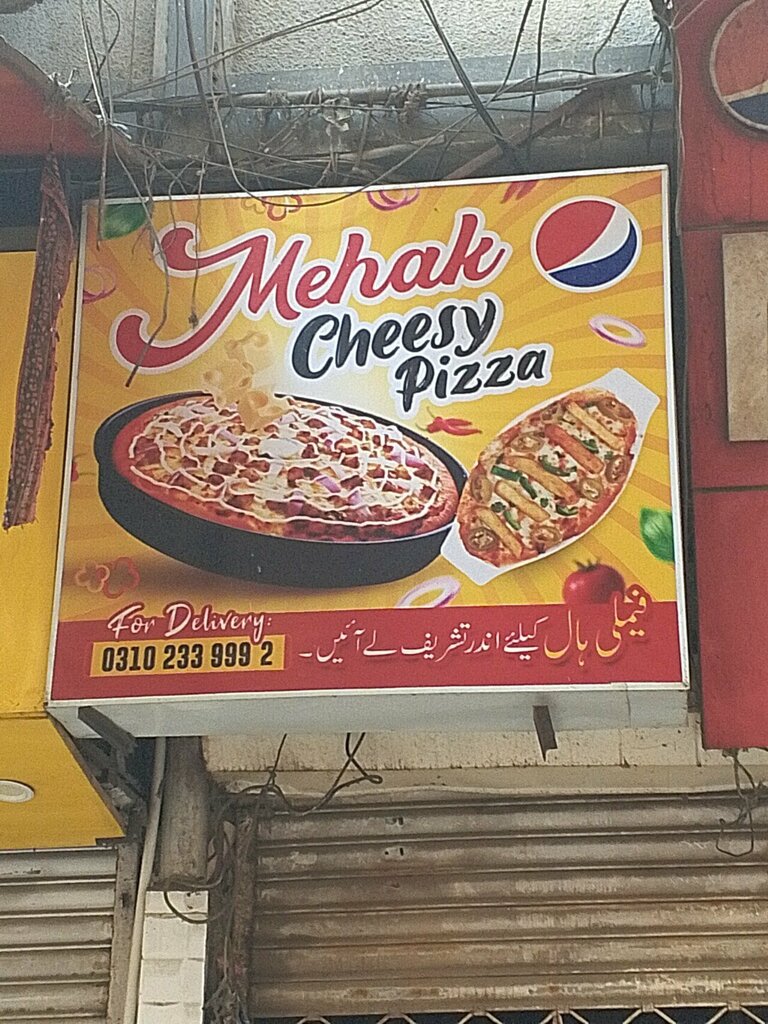 Mehak
Cheesy
Pizza
For Delivery:
0310 233 999 2
فیملی ہال کیلئے اندر تشریف لے آئیں۔